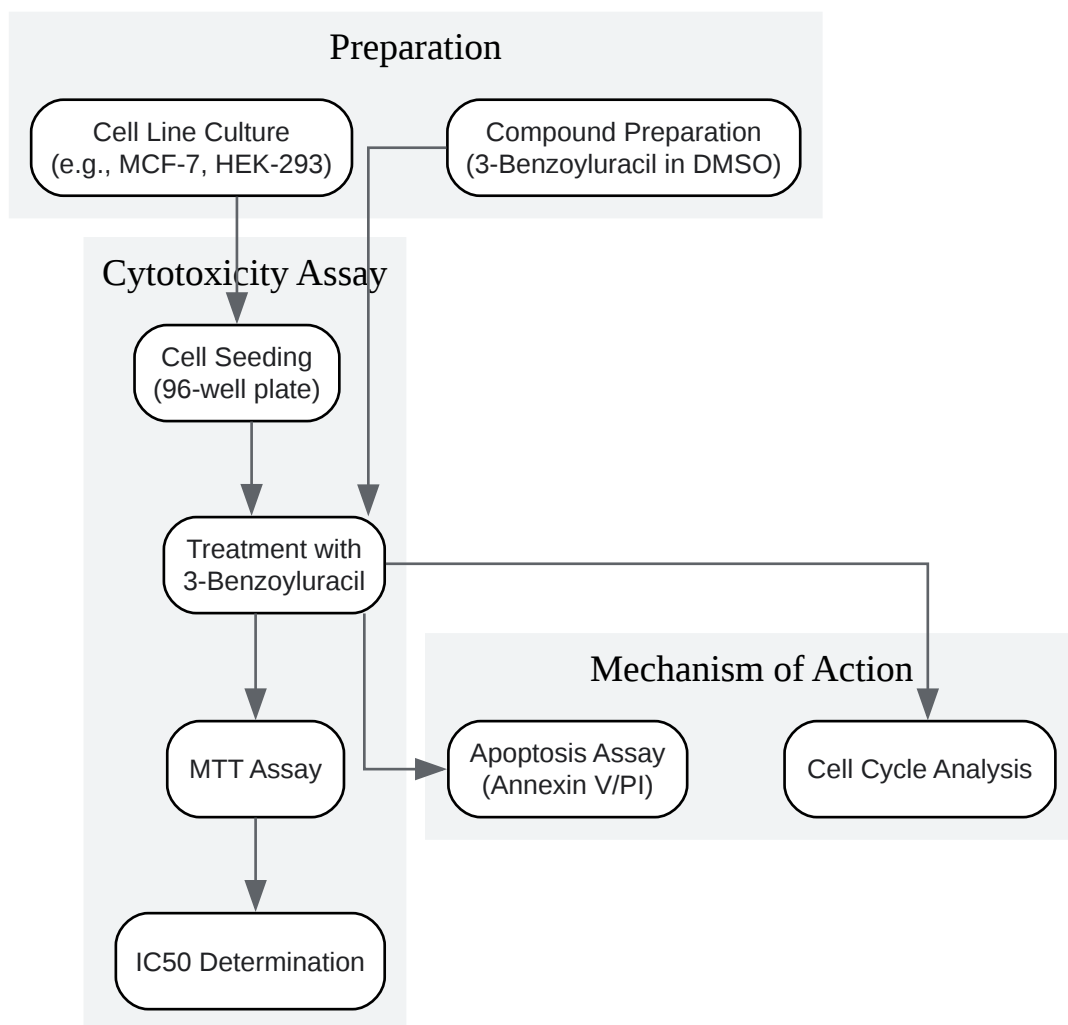 Preparation
Cell Line Culture
(e.g., MCF-7, HEK-293)
Compound Preparation
(3-Benzoyluracil in DMSO)
Cytotoxicity Assay
Cell Seeding
(96-well plate)
Treatment with
3-Benzoyluracil
Mechanism of Action
MTT Assay
Apoptosis Assay
(Annexin V/PI)
Cell Cycle Analysis
IC50 Determination